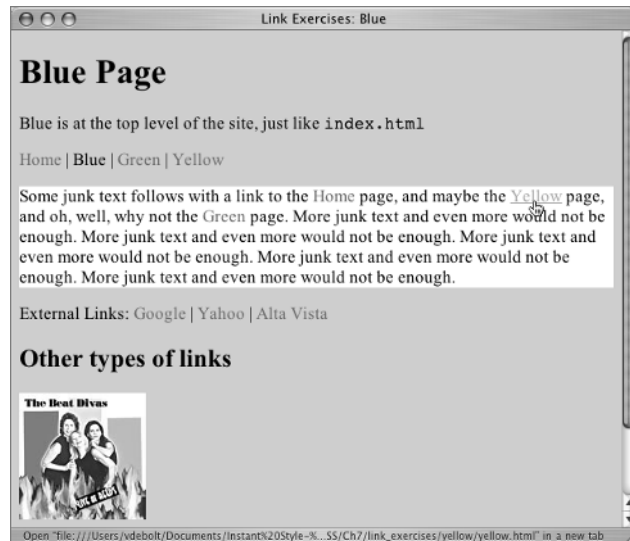 Link Exercises: Blue
Blue Page
Blue is at the top level of the site, just like index.html
Home | Blue | Green | Yellow
Some junk text follows with a link to the Home page, and maybe the Yellow page,
and oh, well, why not the Green page. More junk text and even more would not be
enough. More junk text and even more would not be enough. More junk text and
even more would not be enough. More junk text and even more would not be
enough. More junk text and even more would not be enough.
External Links: Google | Yahoo | Alta Vista
Other types of links
The Beat Divas
Open "file:///Users/vdebolt/Documents/Instant%20Style-%...SS/Ch7/link_exercises/yellow/yellow.html" in a new tab